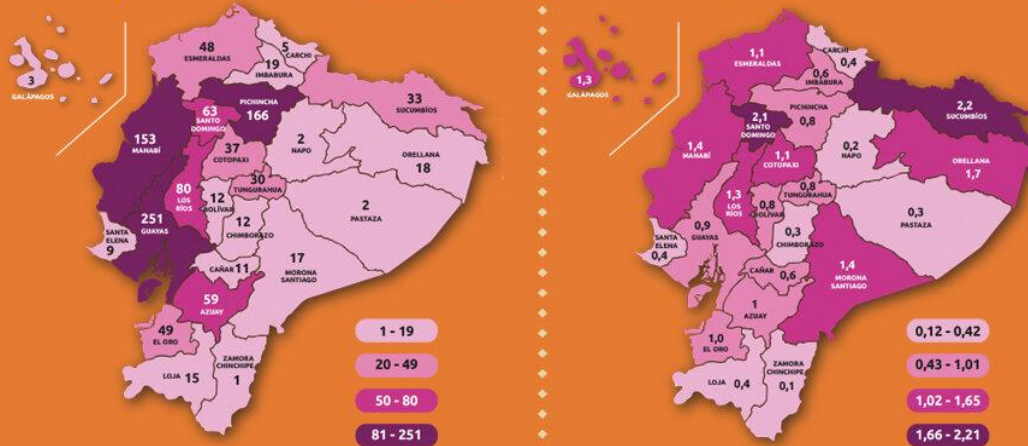 48
ESMERALDAS
5
CARCHI
19
IMBABURA
3
GALÁPAGOS
PICHINCHA
166
33
SUCUMBÍOS
63
SANTO
DOMINGO
153
MANABÍ
37
COTOPAXI
2
NAPO
ORELLANA
18
30
TUNGURAHUA
80
LOS
RÍOS
12
BOLÍVAR
2
PASTAZA
251
GUAYAS
12
CHIMBORAZO
SANTA
ELENA
9
17
MORONA
SANTIAGO
CAÑAR 11
59
AZUAY
49
EL ORO
ZAMORA
CHINCHIPE
1
LOJA 15
1 - 19
20 - 49
50 - 80
81 - 251
1,1
ESMERALDAS
CARCHI
0,4
0,6
IMBABURA
1,3
GALÁPAGOS
PICHINCHA
0,8
2,2
SUCUMBÍOS
2,1
SANTO
DOMINGO
1,4
MANABÍ
1,1
COTOPAXI
0,2
NAPO
ORELLANA
1,7
0,8
TUNGURAHUA
1,3
LOS
RÍOS
0,8
BOLÍVAR
0,3
PASTAZA
0,9
GUAYAS
0,3
CHIMBORAZO
SANTA
ELENA
0,4
1,4
MORONA
SANTIAGO
CAÑAR 0,6
1
AZUAY
1,0
EL ORO
ZAMORA
CHINCHIPE
0,1
LOJA 0,4
0,12 - 0,42
0,43 - 1,01
1,02 - 1,65
1,66 - 2,21